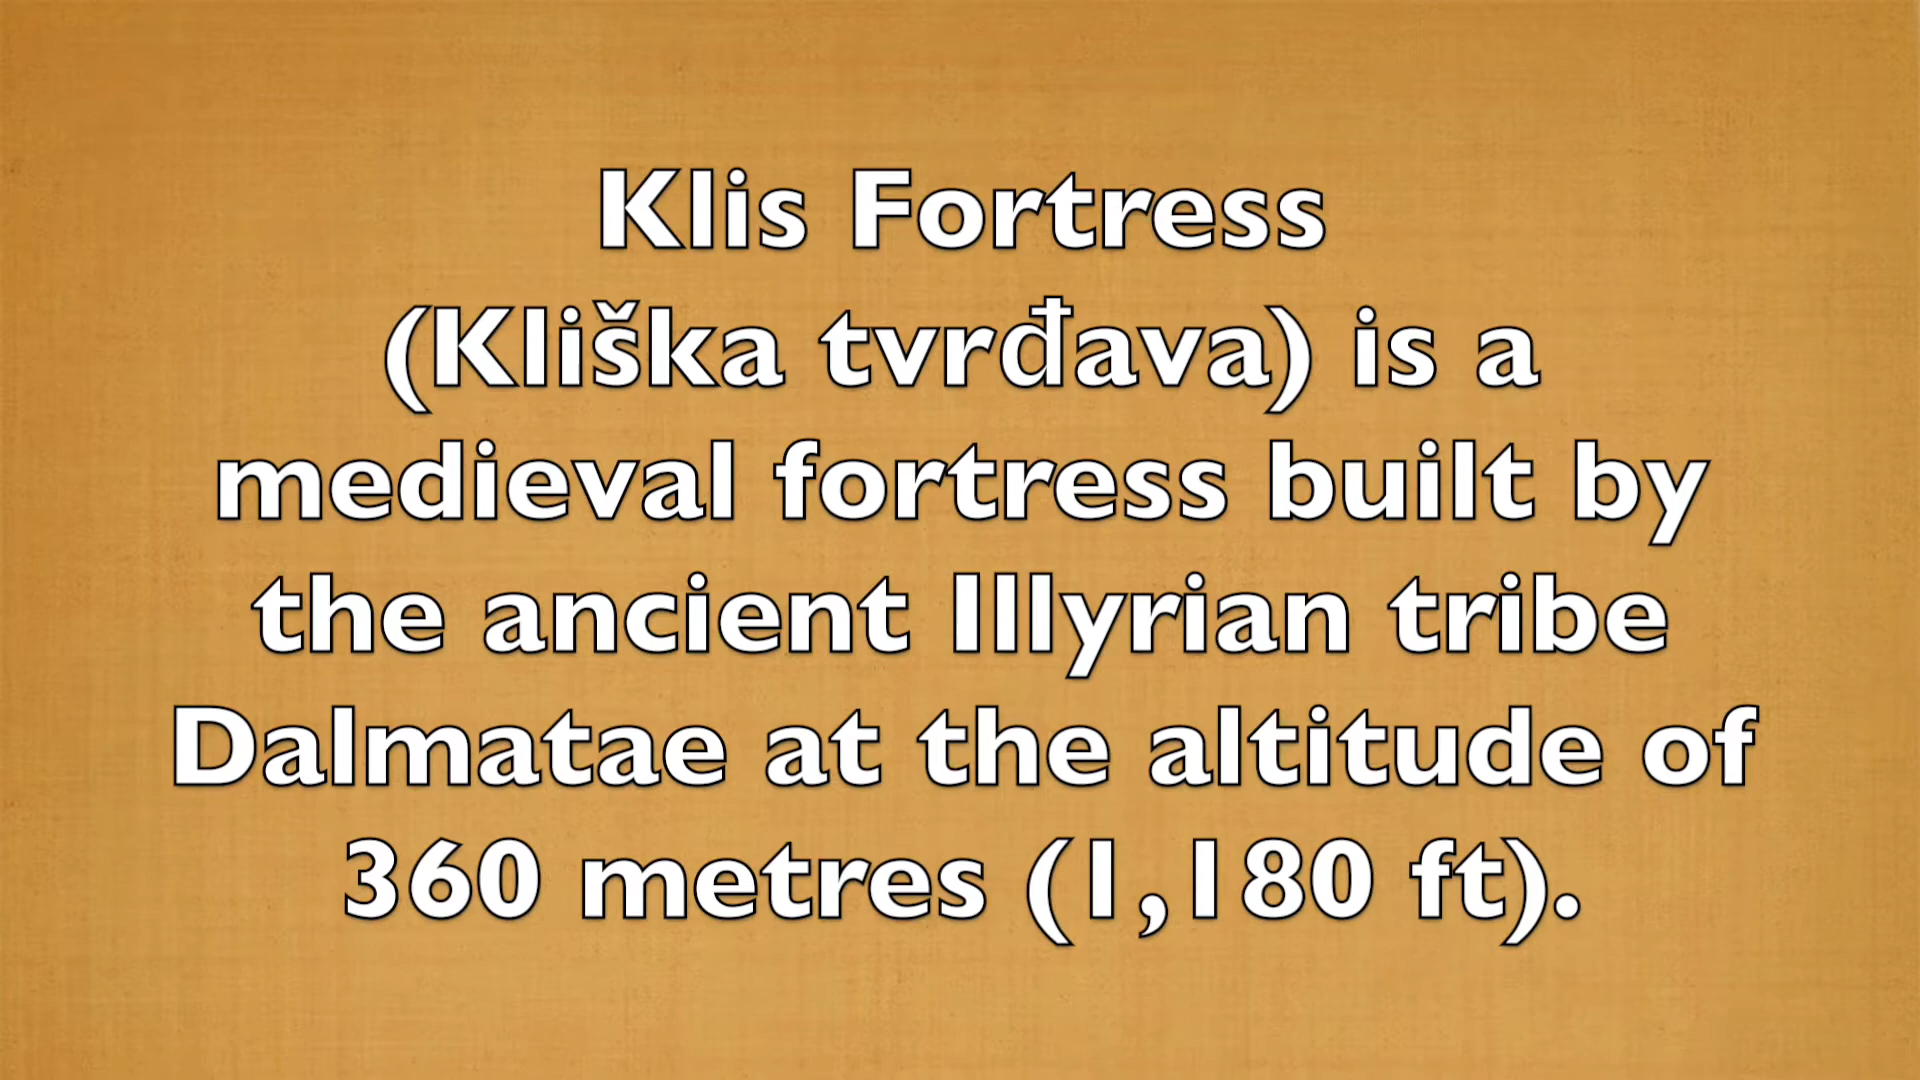 Klis Fortress
(Kliška tvrđava) is a
medieval fortress built by
the ancient Illyrian tribe
Dalmatae at the altitude of
360 metres (1,180 ft).